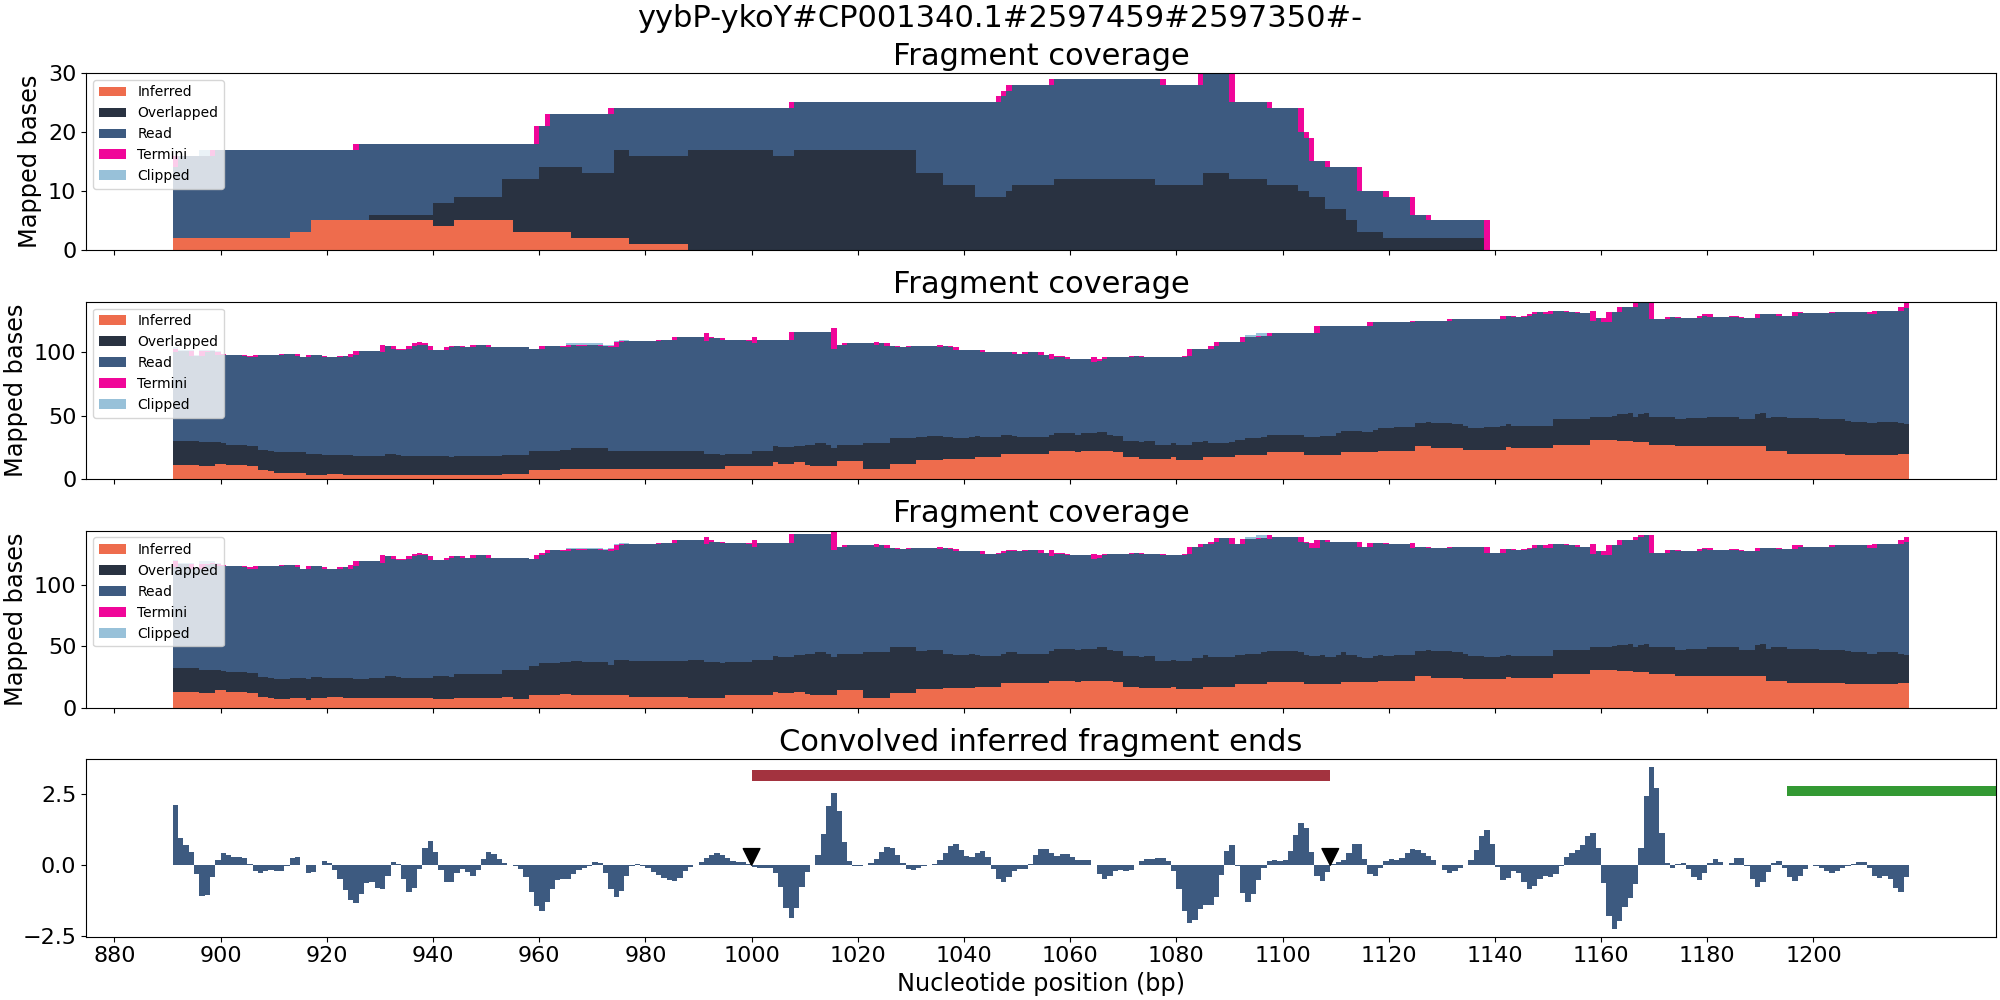 yybP-ykoY#CP001340.1#2597459#2597350#-
Fragment coverage
Mapped bases
30
20
10
0
Inferred
Overlapped
Read
Termini
Clipped
Fragment coverage
Mapped bases
100
50
0
Inferred
Overlapped
Read
Termini
Clipped
Fragment coverage
Mapped bases
100
50
0
Inferred
Overlapped
Read
Termini
Clipped
Convolved inferred fragment ends
2.5
0.0
−2.5
880 900 920 940 960 980 1000 1020 1040 1060 1080 1100 1120 1140 1160 1180 1200
Nucleotide position (bp)